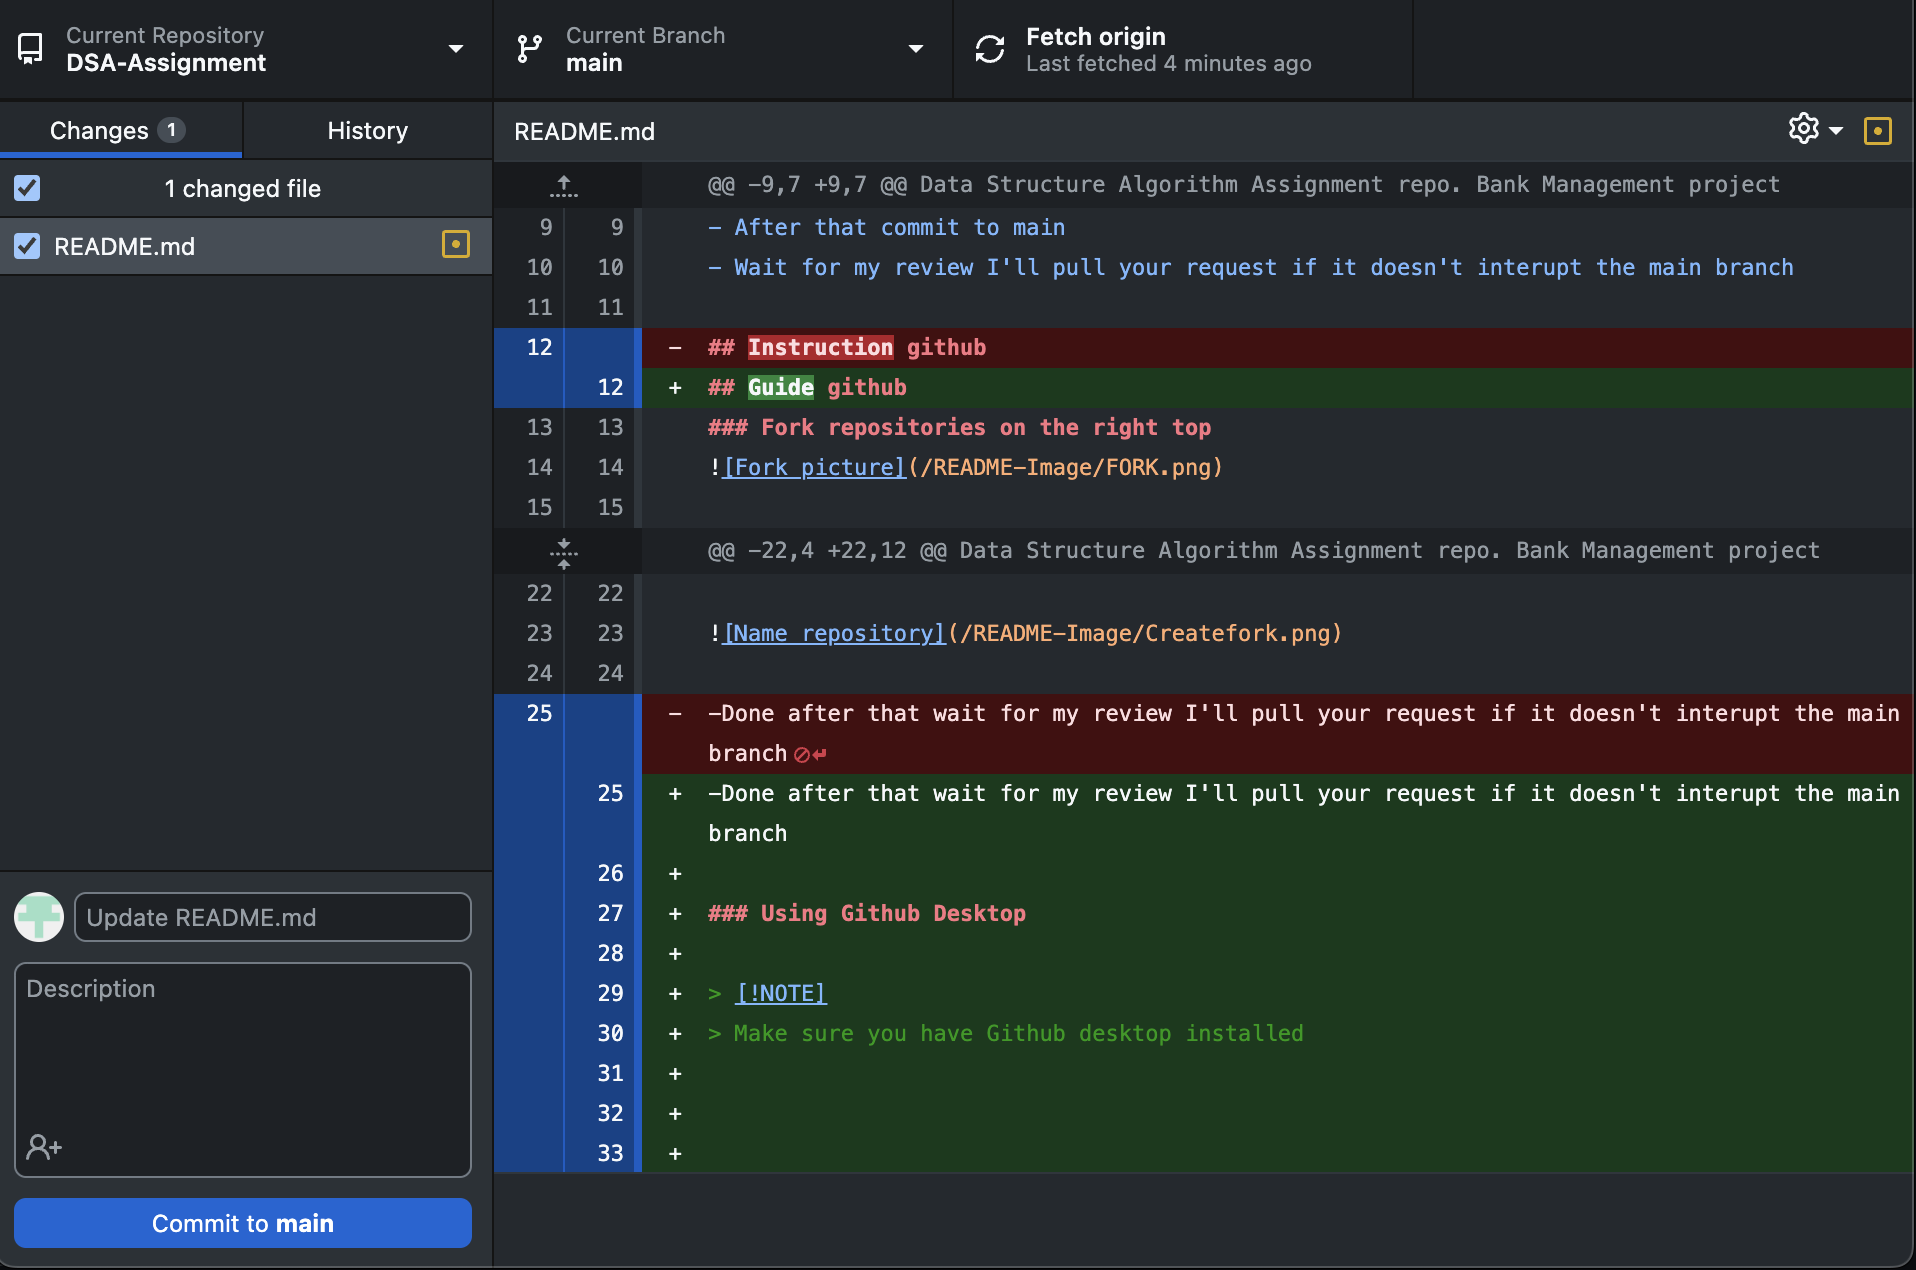 Current Repository
DSA-Assignment
Current Branch
main
Fetch origin
Last fetched 4 minutes ago
Changes 1
History
1 changed file
README.md
Update README.md
Description
Commit to main
README.md
@@ -9,7 +9,7 @@ Data Structure Algorithm Assignment repo. Bank Management project
9 9 - After that commit to main
10 10 - Wait for my review I'll pull your request if it doesn't interupt the main branch
11 11
12 - ## Instruction github
12 + ## Guide github
13 13 ### Fork repositories on the right top
14 14 ![Fork picture](/README-Image/FORK.png)
15 15
@@ -22,4 +22,12 @@ Data Structure Algorithm Assignment repo. Bank Management project
22 22
23 23 ![Name repository](/README-Image/Createfork.png)
24 24
25 - -Done after that wait for my review I'll pull your request if it doesn't interupt the main
branch
25 + -Done after that wait for my review I'll pull your request if it doesn't interupt the main
branch
26 +
27 + ### Using Github Desktop
28 +
29 + > [!NOTE]
30 + > Make sure you have Github desktop installed
31 +
32 +
33 +